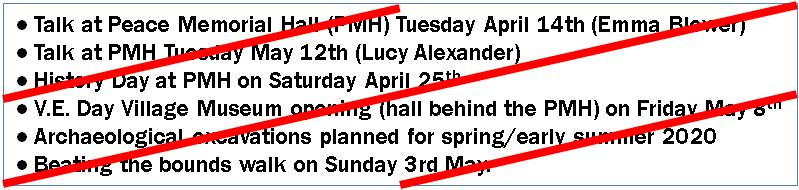 • Talk at Peace Memorial Hall (PMH) Tuesday April 14th (Emma Blower)
• Talk at PMH Tuesday May 12th (Lucy Alexander)
• History Day at PMH on Saturday April 25th
• V.E. Day Village Museum opening (hall behind the PMH) on Friday May 8th
• Archaeological excavations planned for spring/early summer 2020
• Beating the bounds walk on Sunday 3rd May.